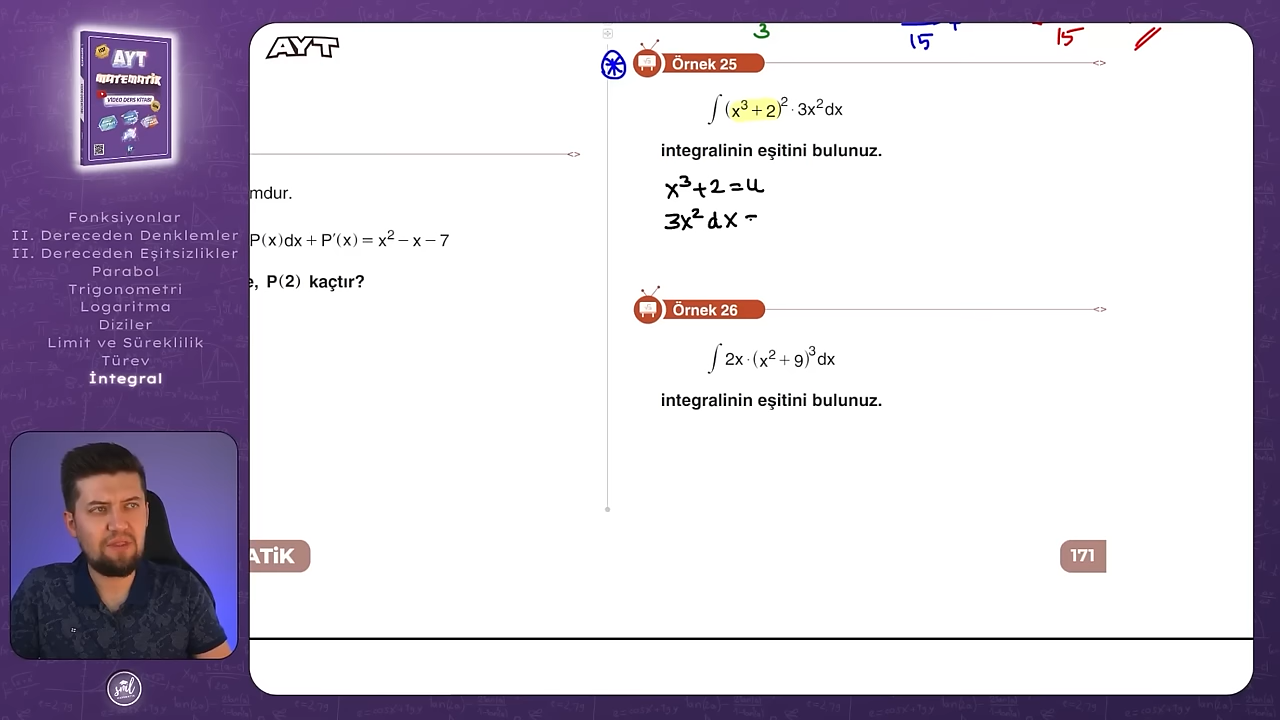 AYT
MATEMATİK
VİDEO DERS KİTABI
Fonksiyonlar
II. Dereceden Denklemler
II. Dereceden Eşitsizlikler
Parabol
Trigonometri
Logaritma
Diziler
Limit ve Süreklilik
Türev
İntegral
sml
AYT
mdur.
P(x)dx + P'(x) = x² – x – 7
e, P(2) kaçtır?
ATİK
3
15
15
Örnek 25
∫ (x³ + 2)² · 3x²dx
integralinin eşitini bulunuz.
x³+2=u
3x²dx =
Örnek 26
∫ 2x · (x² + 9)³dx
integralinin eşitini bulunuz.
171